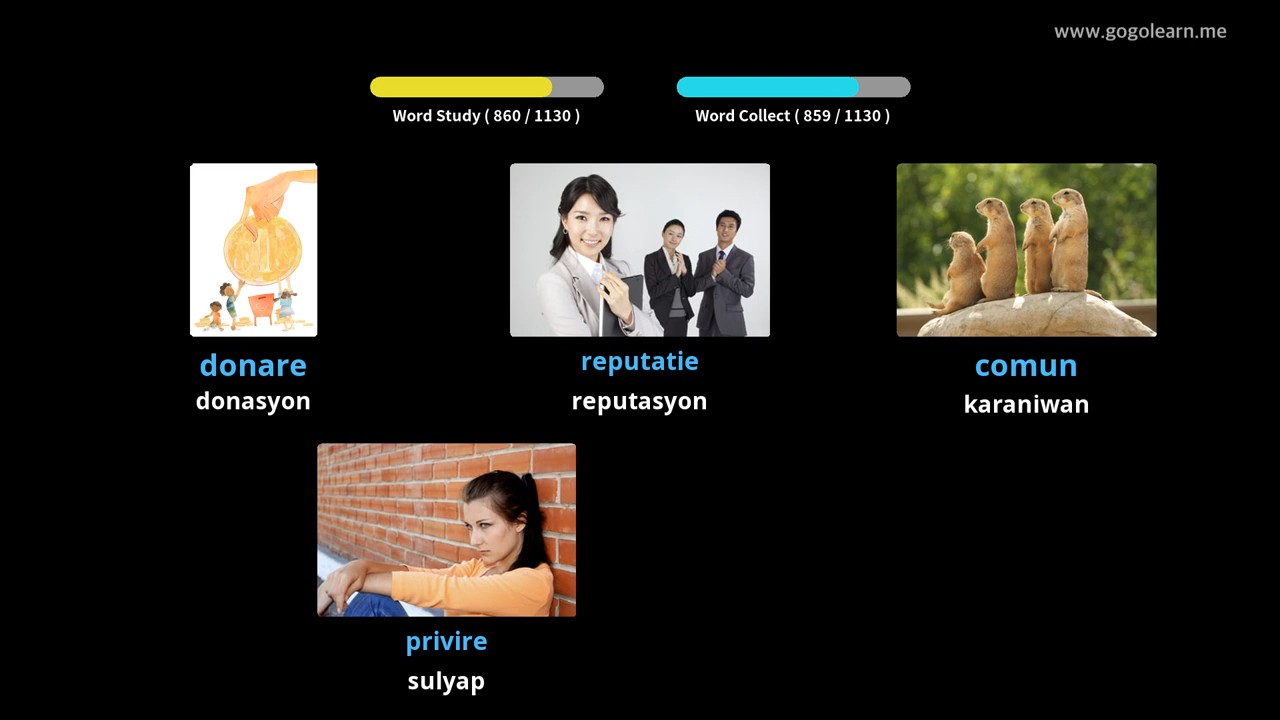 www.gogolearn.me
Word Study ( 860 / 1130 )
Word Collect ( 859 / 1130 )
donare
donasyon
reputatie
reputasyon
comun
karaniwan
privire
sulyap